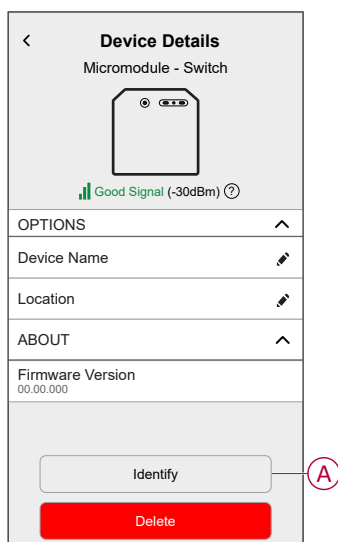 Device Details
Micromodule - Switch
Good Signal (-30dBm) ?
OPTIONS
Device Name
Location
ABOUT
Firmware Version
00.00.000
Identify
A
Delete